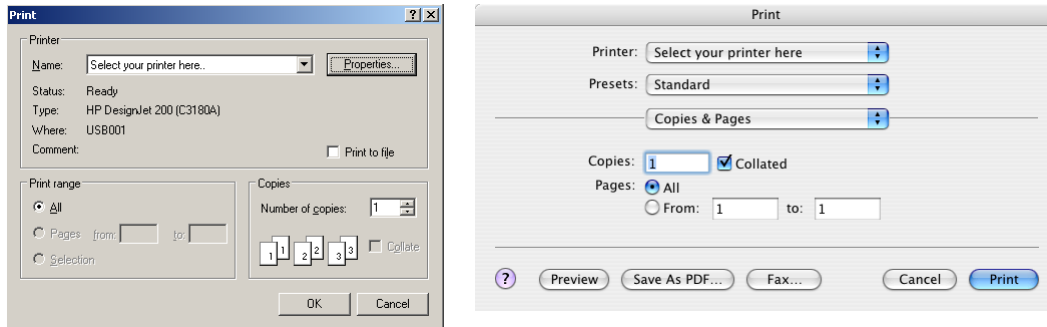 Print
Printer
Name: Select your printer here.. Properties...
Status: Ready
Type: HP DesignJet 200 (C3180A)
Where: USB001
Comment: Print to file
Print range
All
Pages from: to:
Selection
Copies
Number of copies: 1
1 1 2 2 3 3 Collate
OK Cancel
Print
Printer: Select your printer here
Presets: Standard
Copies & Pages
Copies: 1 Collated
Pages: All
From: 1 to: 1
? Preview Save As PDF... Fax... Cancel Print